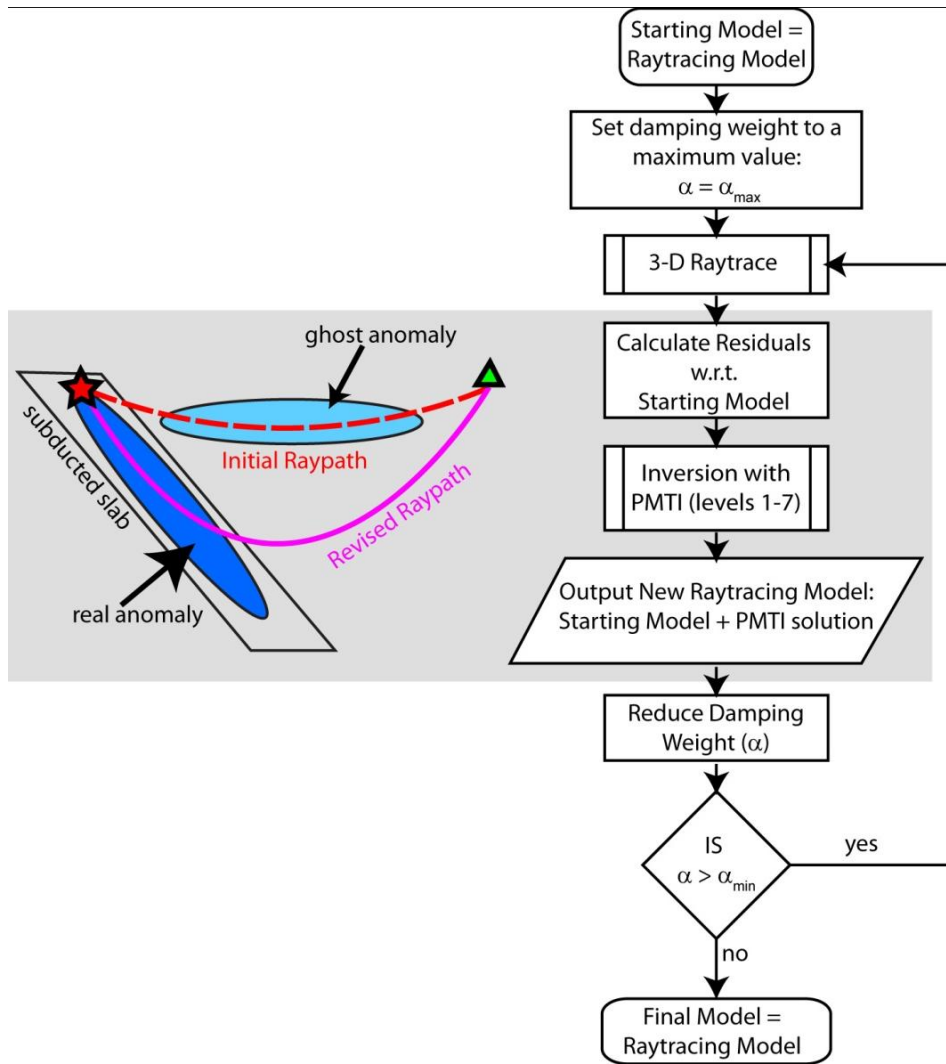 Starting Model =
Raytracing Model
Set damping weight to a
maximum value:
α = αmax
3-D Raytrace
ghost anomaly
Initial Raypath
Revised Raypath
subducted slab
real anomaly
Calculate Residuals
w.r.t.
Starting Model
Inversion with
PMTI (levels 1-7)
Output New Raytracing Model:
Starting Model + PMTI solution
Reduce Damping
Weight (α)
IS
α > αmin
yes
no
Final Model =
Raytracing Model